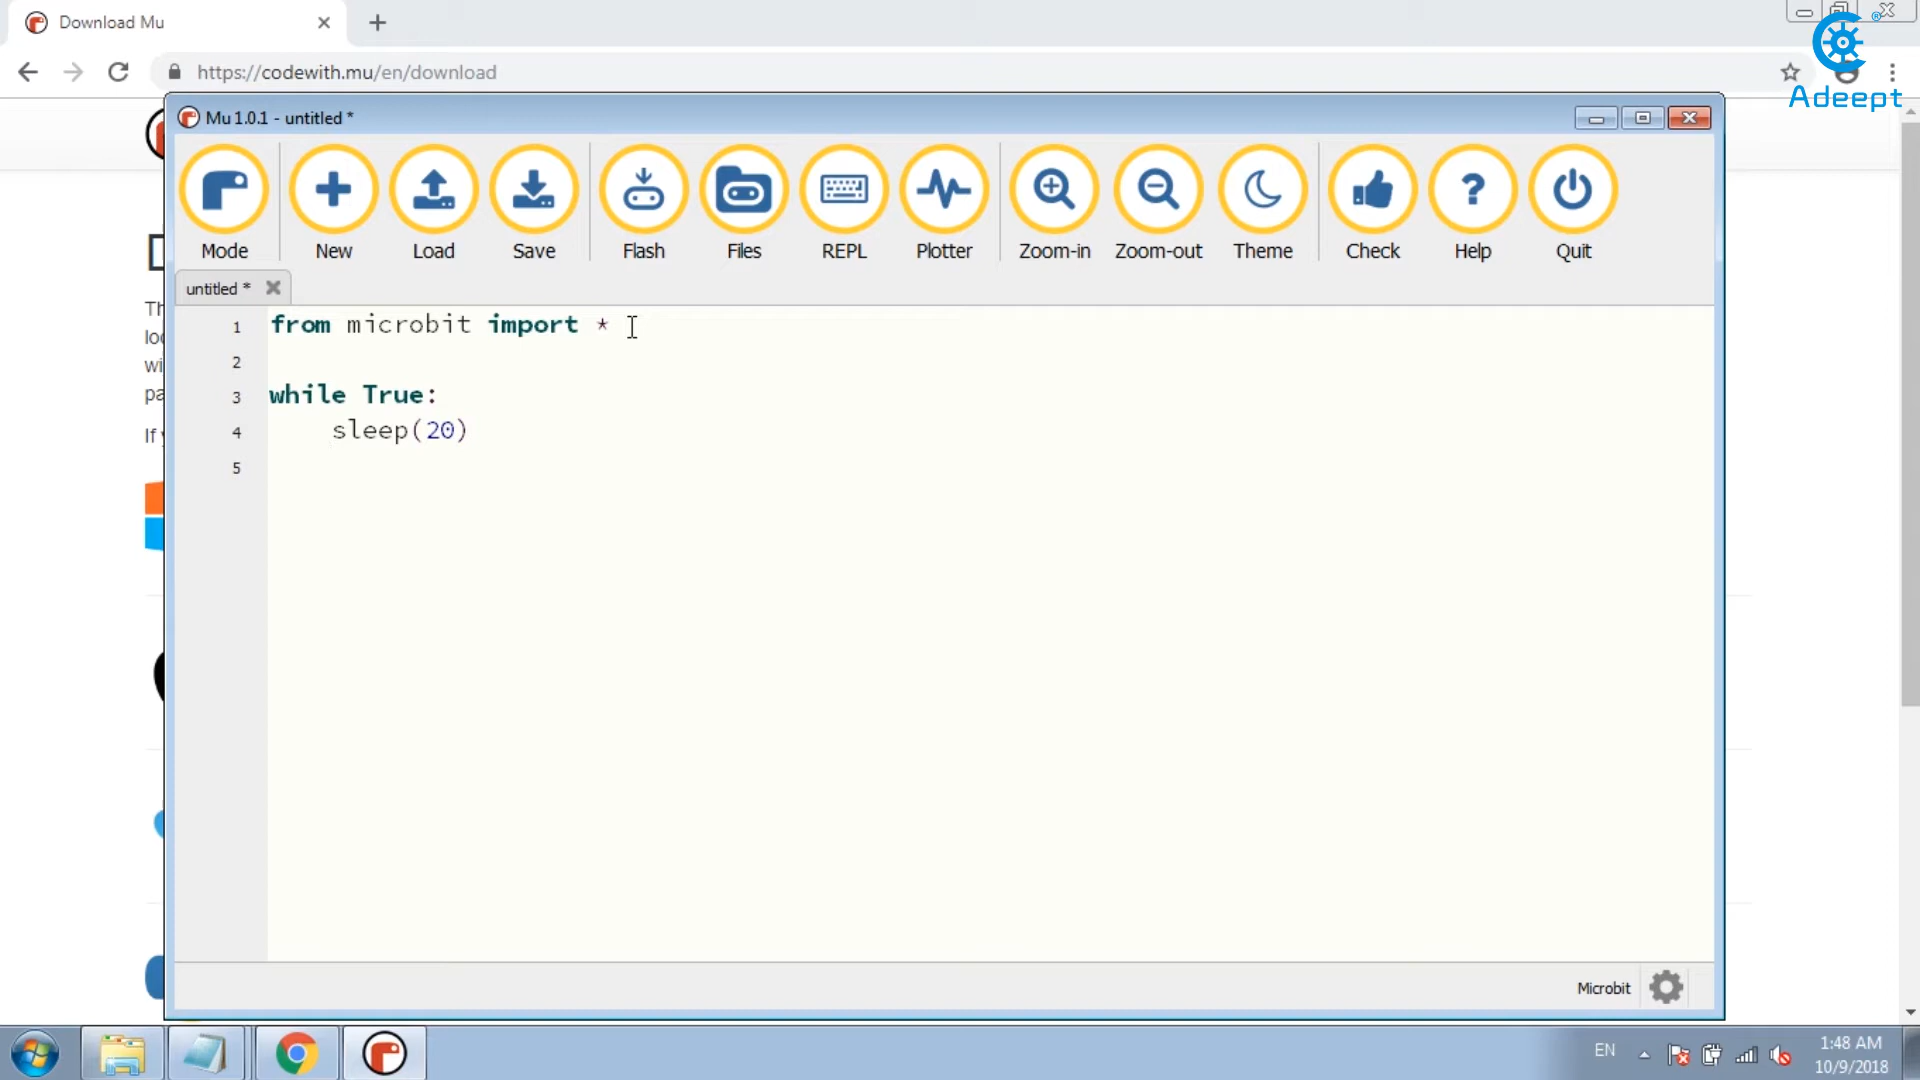 Download Mu
https://codewith.mu/en/download
Adeept
Mu 1.0.1 - untitled *
Mode
New
Load
Save
Flash
Files
REPL
Plotter
Zoom-in
Zoom-out
Theme
Check
Help
Quit
untitled *
1 from microbit import *
2
3 while True:
4 sleep(20)
5
Microbit
EN
1:48 AM
10/9/2018